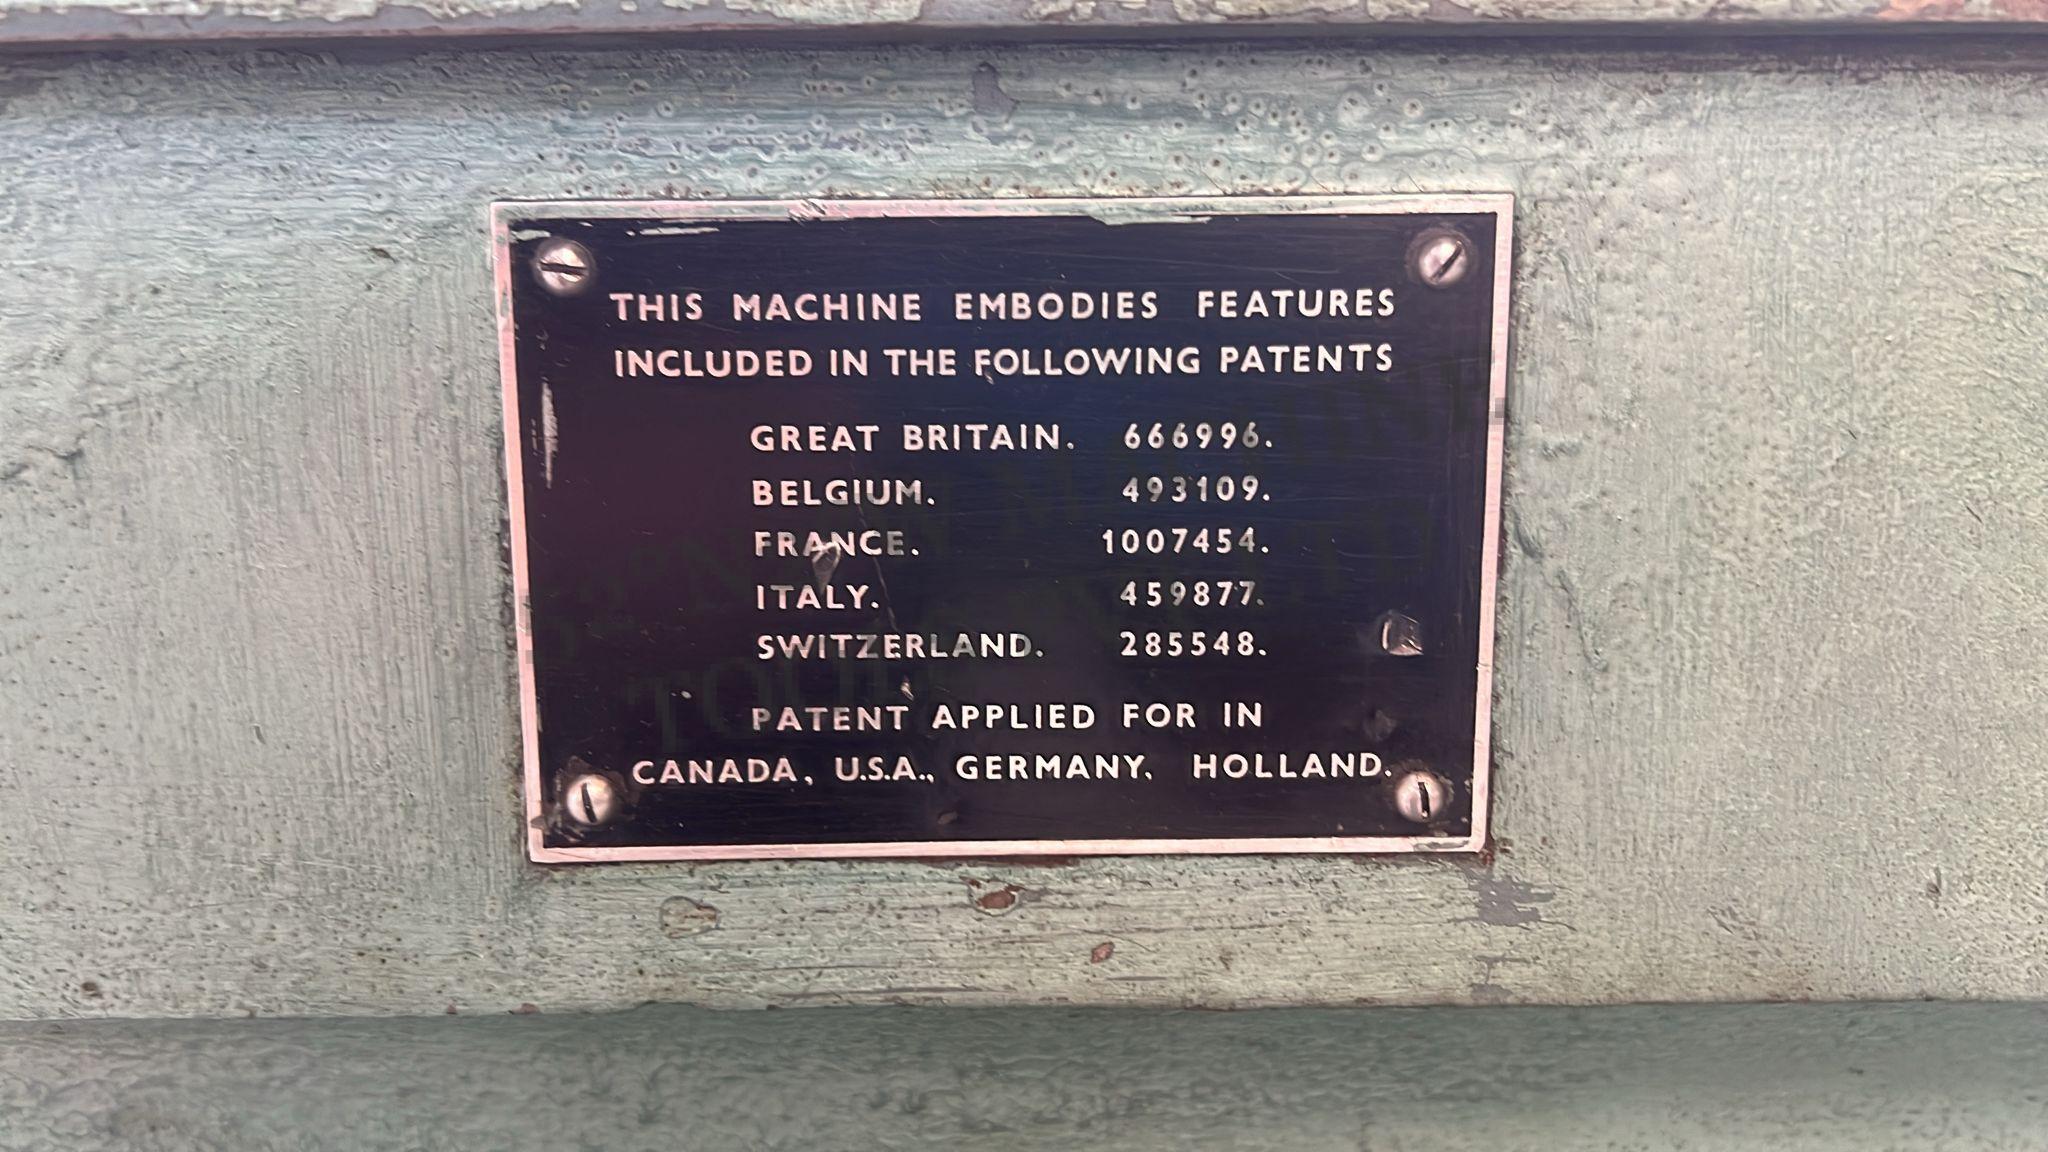 THIS MACHINE EMBODIES FEATURES
INCLUDED IN THE FOLLOWING PATENTS
GREAT BRITAIN. 666996.
BELGIUM. 493109.
FRANCE. 1007454.
ITALY. 459877.
SWITZERLAND. 285548.
PATENT APPLIED FOR IN
CANADA, U.S.A., GERMANY, HOLLAND.